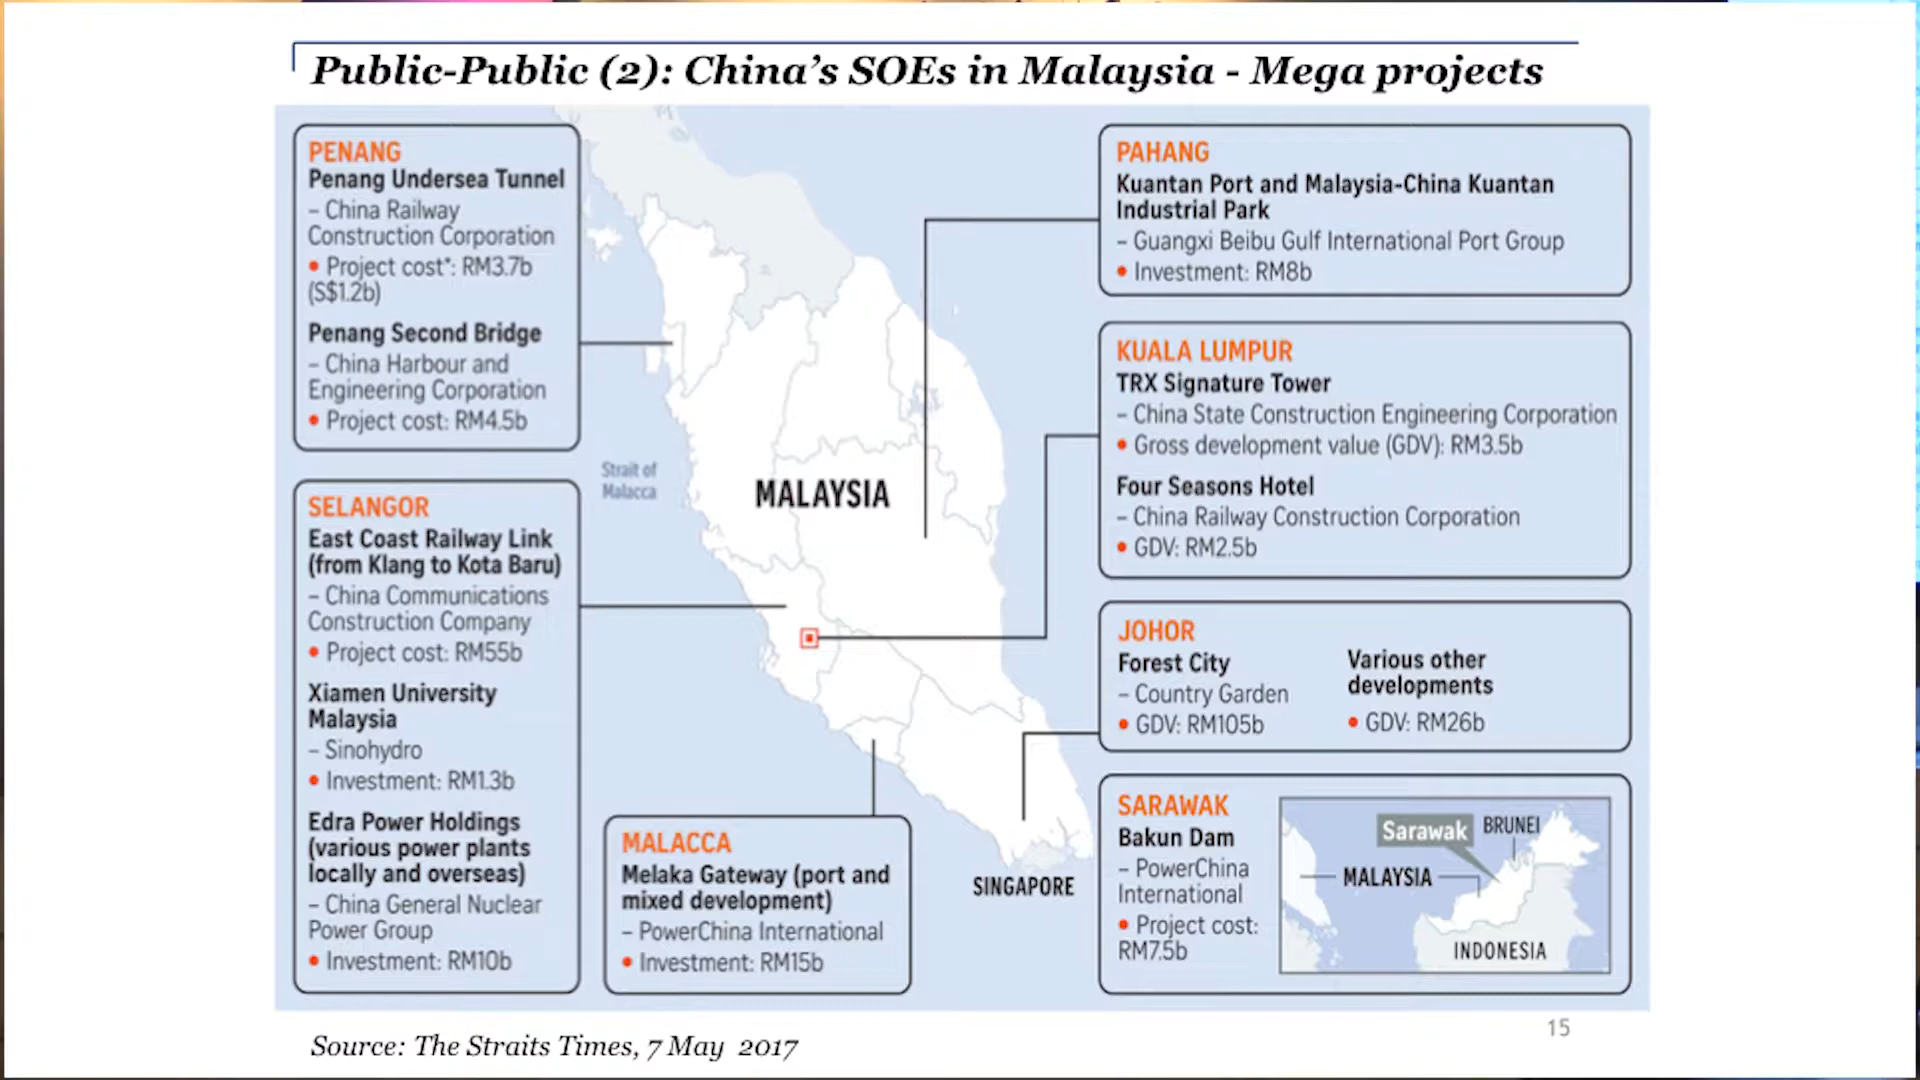 Public-Public (2): China's SOEs in Malaysia - Mega projects
PENANG
Penang Undersea Tunnel
– China Railway
Construction Corporation
• Project cost*: RM3.7b
(S$1.2b)
Penang Second Bridge
– China Harbour and
Engineering Corporation
• Project cost: RM4.5b
SELANGOR
East Coast Railway Link
(from Klang to Kota Baru)
– China Communications
Construction Company
• Project cost: RM55b
Xiamen University
Malaysia
– Sinohydro
• Investment: RM1.3b
Edra Power Holdings
(various power plants
locally and overseas)
– China General Nuclear
Power Group
• Investment: RM10b
Strait of
Malacca
MALAYSIA
SINGAPORE
MALACCA
Melaka Gateway (port and
mixed development)
– PowerChina International
• Investment: RM15b
PAHANG
Kuantan Port and Malaysia-China Kuantan
Industrial Park
– Guangxi Beibu Gulf International Port Group
• Investment: RM8b
KUALA LUMPUR
TRX Signature Tower
– China State Construction Engineering Corporation
• Gross development value (GDV): RM3.5b
Four Seasons Hotel
– China Railway Construction Corporation
• GDV: RM2.5b
JOHOR
Forest City
– Country Garden
• GDV: RM105b
Various other
developments
• GDV: RM26b
SARAWAK
Bakun Dam
– PowerChina
International
• Project cost:
RM7.5b
Sarawak
BRUNEI
MALAYSIA
INDONESIA
15
Source: The Straits Times, 7 May 2017